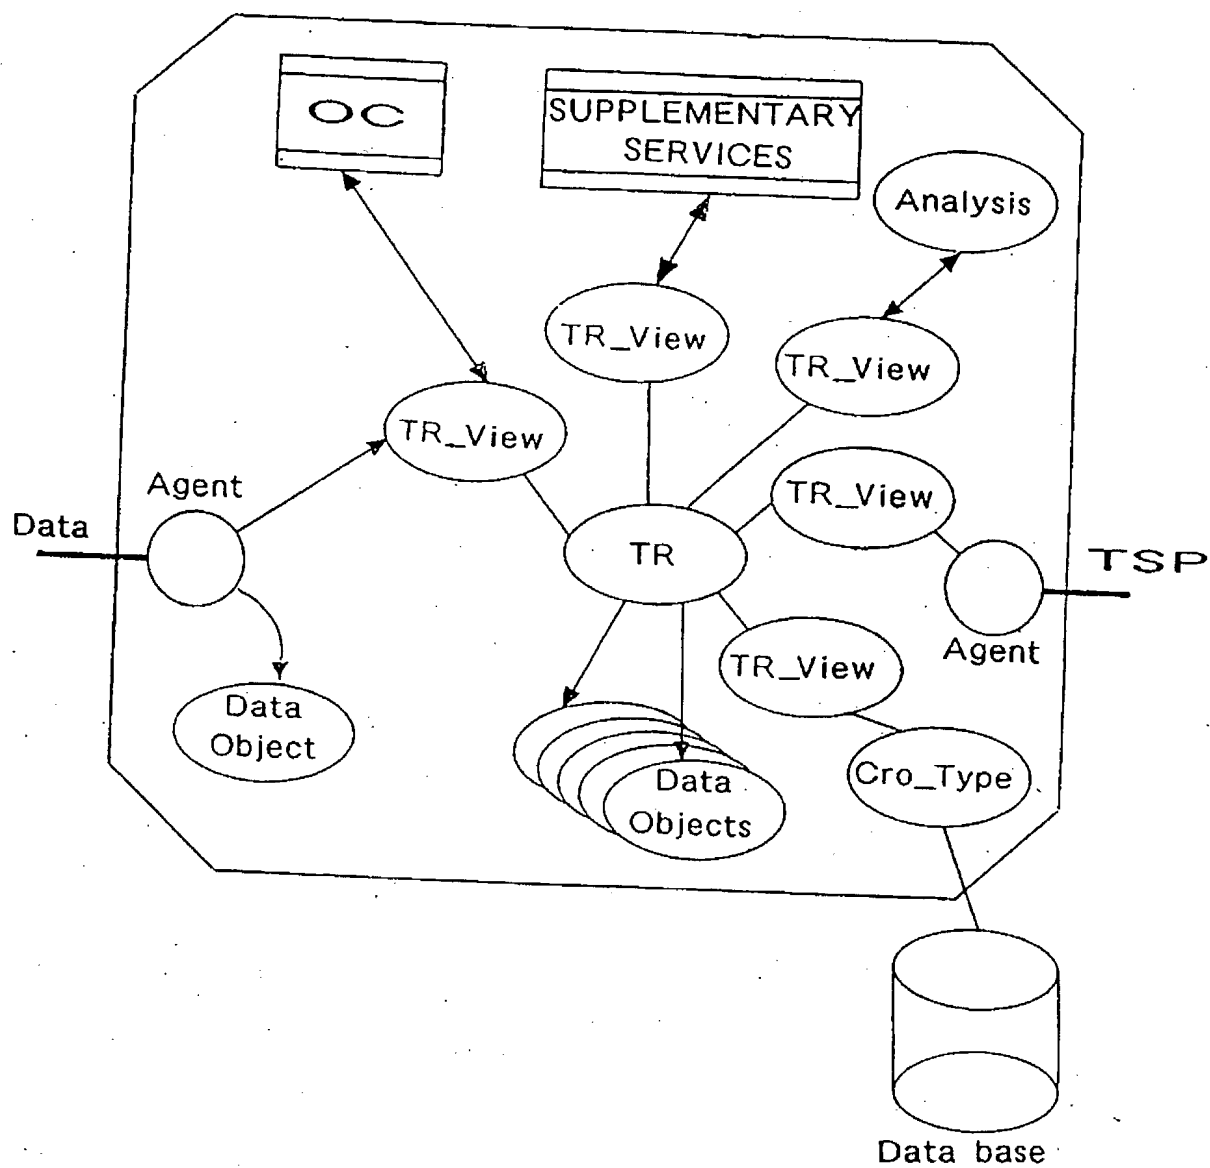 OC
SUPPLEMENTARY
SERVICES
Analysis
TR_View
TR_View
TR_View
Agent
TR_View
Data
TR
TSP
Agent
TR_View
Data
Object
Cro_Type
Data
Objects
Data base